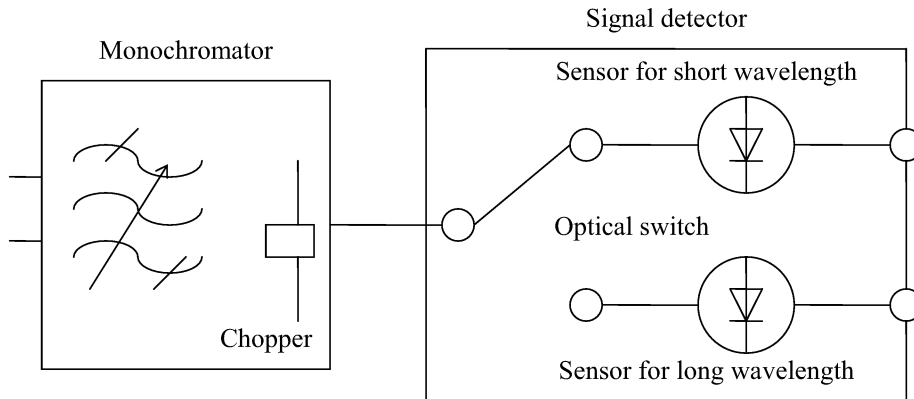 Signal detector
Monochromator
Sensor for short wavelength
Optical switch
Chopper
Sensor for long wavelength